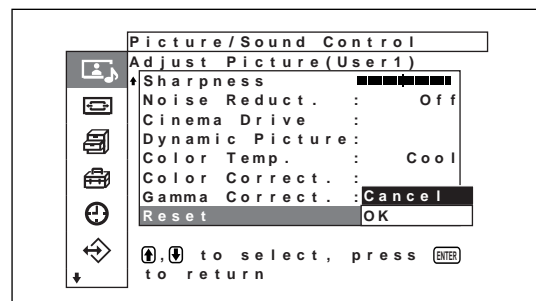 Picture/Sound Control
Adjust Picture(User1)
Sharpness
Noise Reduct. : Off
Cinema Drive :
Dynamic Picture:
Color Temp. : Cool
Color Correct. :
Gamma Correct. : Cancel
Reset OK
, to select, press ENTER
to return